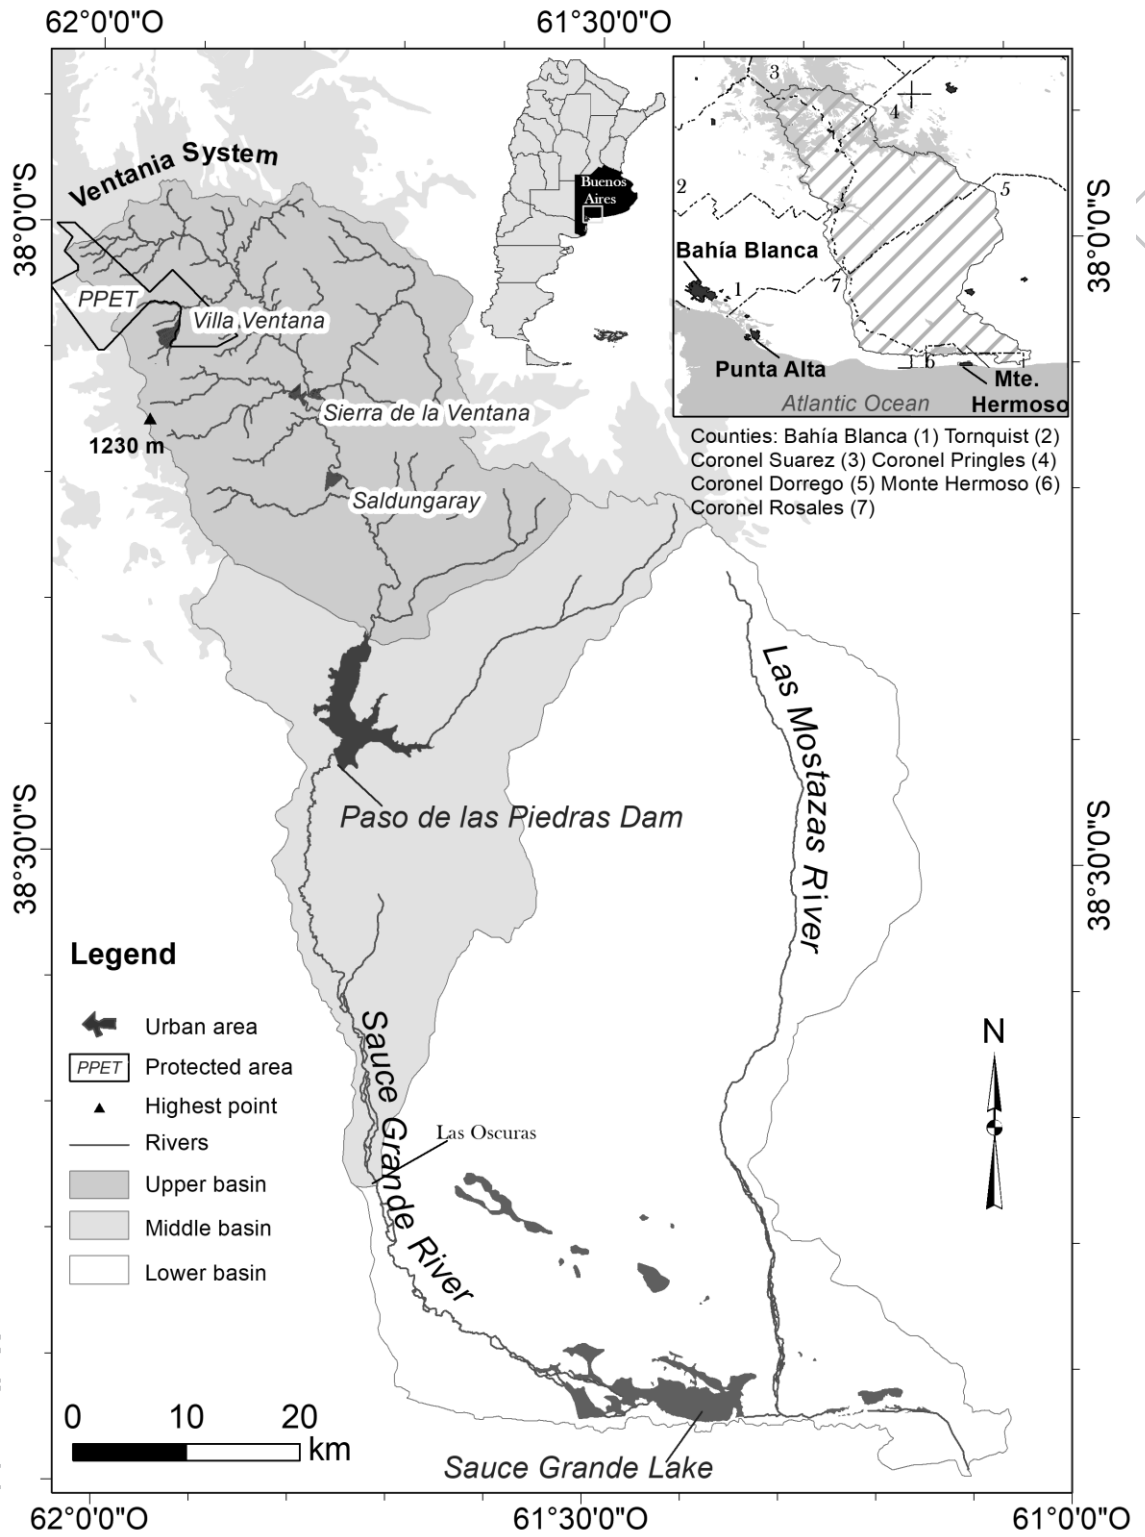 62°0'0"O
61°30'0"O
Ventania System
38°0'0"S
38°0'0"S
PPET
Villa Ventana
Sierra de la Ventana
1230 m
Saldungaray
Buenos
Aires
3
4
2
5
Bahía Blanca
1
7
Punta Alta
6
Mte.
Hermoso
Atlantic Ocean
Counties: Bahía Blanca (1) Tornquist (2)
Coronel Suarez (3) Coronel Pringles (4)
Coronel Dorrego (5) Monte Hermoso (6)
Coronel Rosales (7)
Las Mostazas River
Paso de las Piedras Dam
38°30'0"S
38°30'0"S
Legend
Urban area
PPET Protected area
Highest point
Rivers
Upper basin
Middle basin
Lower basin
Sauce Grande River
Las Oscuras
N
0 10 20
km
Sauce Grande Lake
62°0'0"O
61°30'0"O
61°0'0"O